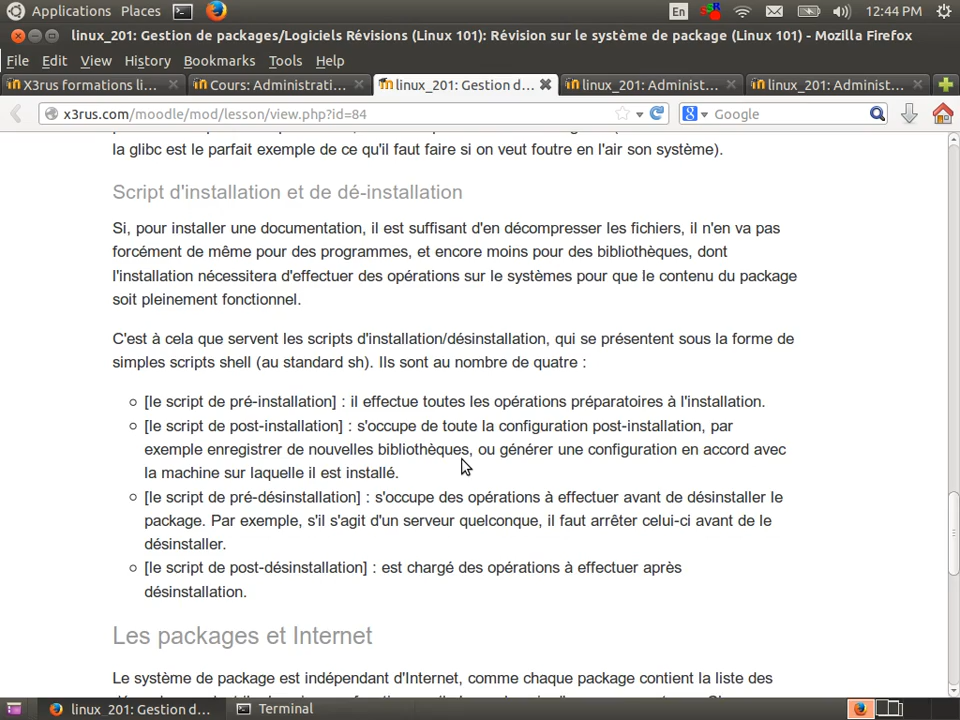 Applications Places En 12:44 PM
linux_201: Gestion de packages/Logiciels Révisions (Linux 101): Révision sur le système de package (Linux 101) - Mozilla Firefox
File Edit View History Bookmarks Tools Help
X3rus formations li... Cours: Administrati... linux_201: Gestion d... linux_201: Administ... linux_201: Administ...
x3rus.com/moodle/mod/lesson/view.php?id=84 Google
la glibc est le parfait exemple de ce qu'il faut faire si on veut foutre en l'air son système).
Script d'installation et de dé-installation
Si, pour installer une documentation, il est suffisant d'en décompresser les fichiers, il n'en va pas
forcément de même pour des programmes, et encore moins pour des bibliothèques, dont
l'installation nécessitera d'effectuer des opérations sur le systèmes pour que le contenu du package
soit pleinement fonctionnel.
C'est à cela que servent les scripts d'installation/désinstallation, qui se présentent sous la forme de
simples scripts shell (au standard sh). Ils sont au nombre de quatre :
[le script de pré-installation] : il effectue toutes les opérations préparatoires à l'installation.
[le script de post-installation] : s'occupe de toute la configuration post-installation, par
exemple enregistrer de nouvelles bibliothèques, ou générer une configuration en accord avec
la machine sur laquelle il est installé.
[le script de pré-désinstallation] : s'occupe des opérations à effectuer avant de désinstaller le
package. Par exemple, s'il s'agit d'un serveur quelconque, il faut arrêter celui-ci avant de le
désinstaller.
[le script de post-désinstallation] : est chargé des opérations à effectuer après
désinstallation.
Les packages et Internet
Le système de package est indépendant d'Internet, comme chaque package contient la liste des
linux_201: Gestion d... Terminal